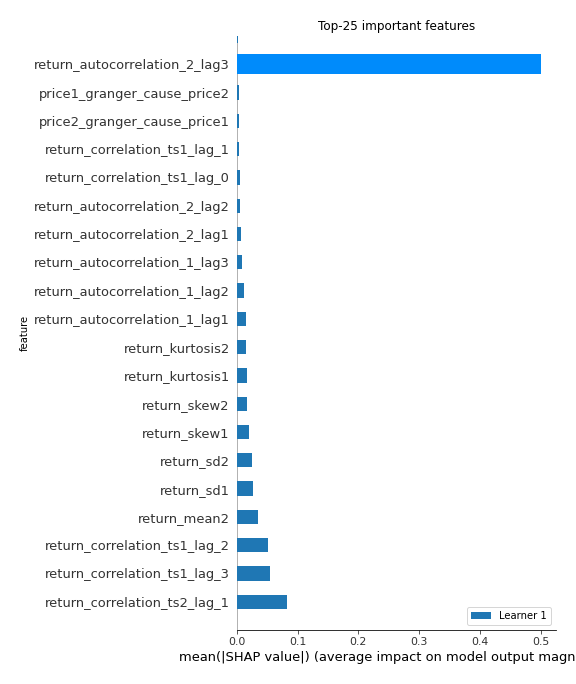 Top-25 important features
return_autocorrelation_2_lag3
price1_granger_cause_price2
price2_granger_cause_price1
return_correlation_ts1_lag_1
return_correlation_ts1_lag_0
return_autocorrelation_2_lag2
return_autocorrelation_2_lag1
return_autocorrelation_1_lag3
return_autocorrelation_1_lag2
return_autocorrelation_1_lag1
return_kurtosis2
return_kurtosis1
return_skew2
return_skew1
return_sd2
return_sd1
return_mean2
return_correlation_ts1_lag_2
return_correlation_ts1_lag_3
return_correlation_ts2_lag_1
feature
Learner 1
0.0 0.1 0.2 0.3 0.4 0.5
mean(|SHAP value|) (average impact on model output magn